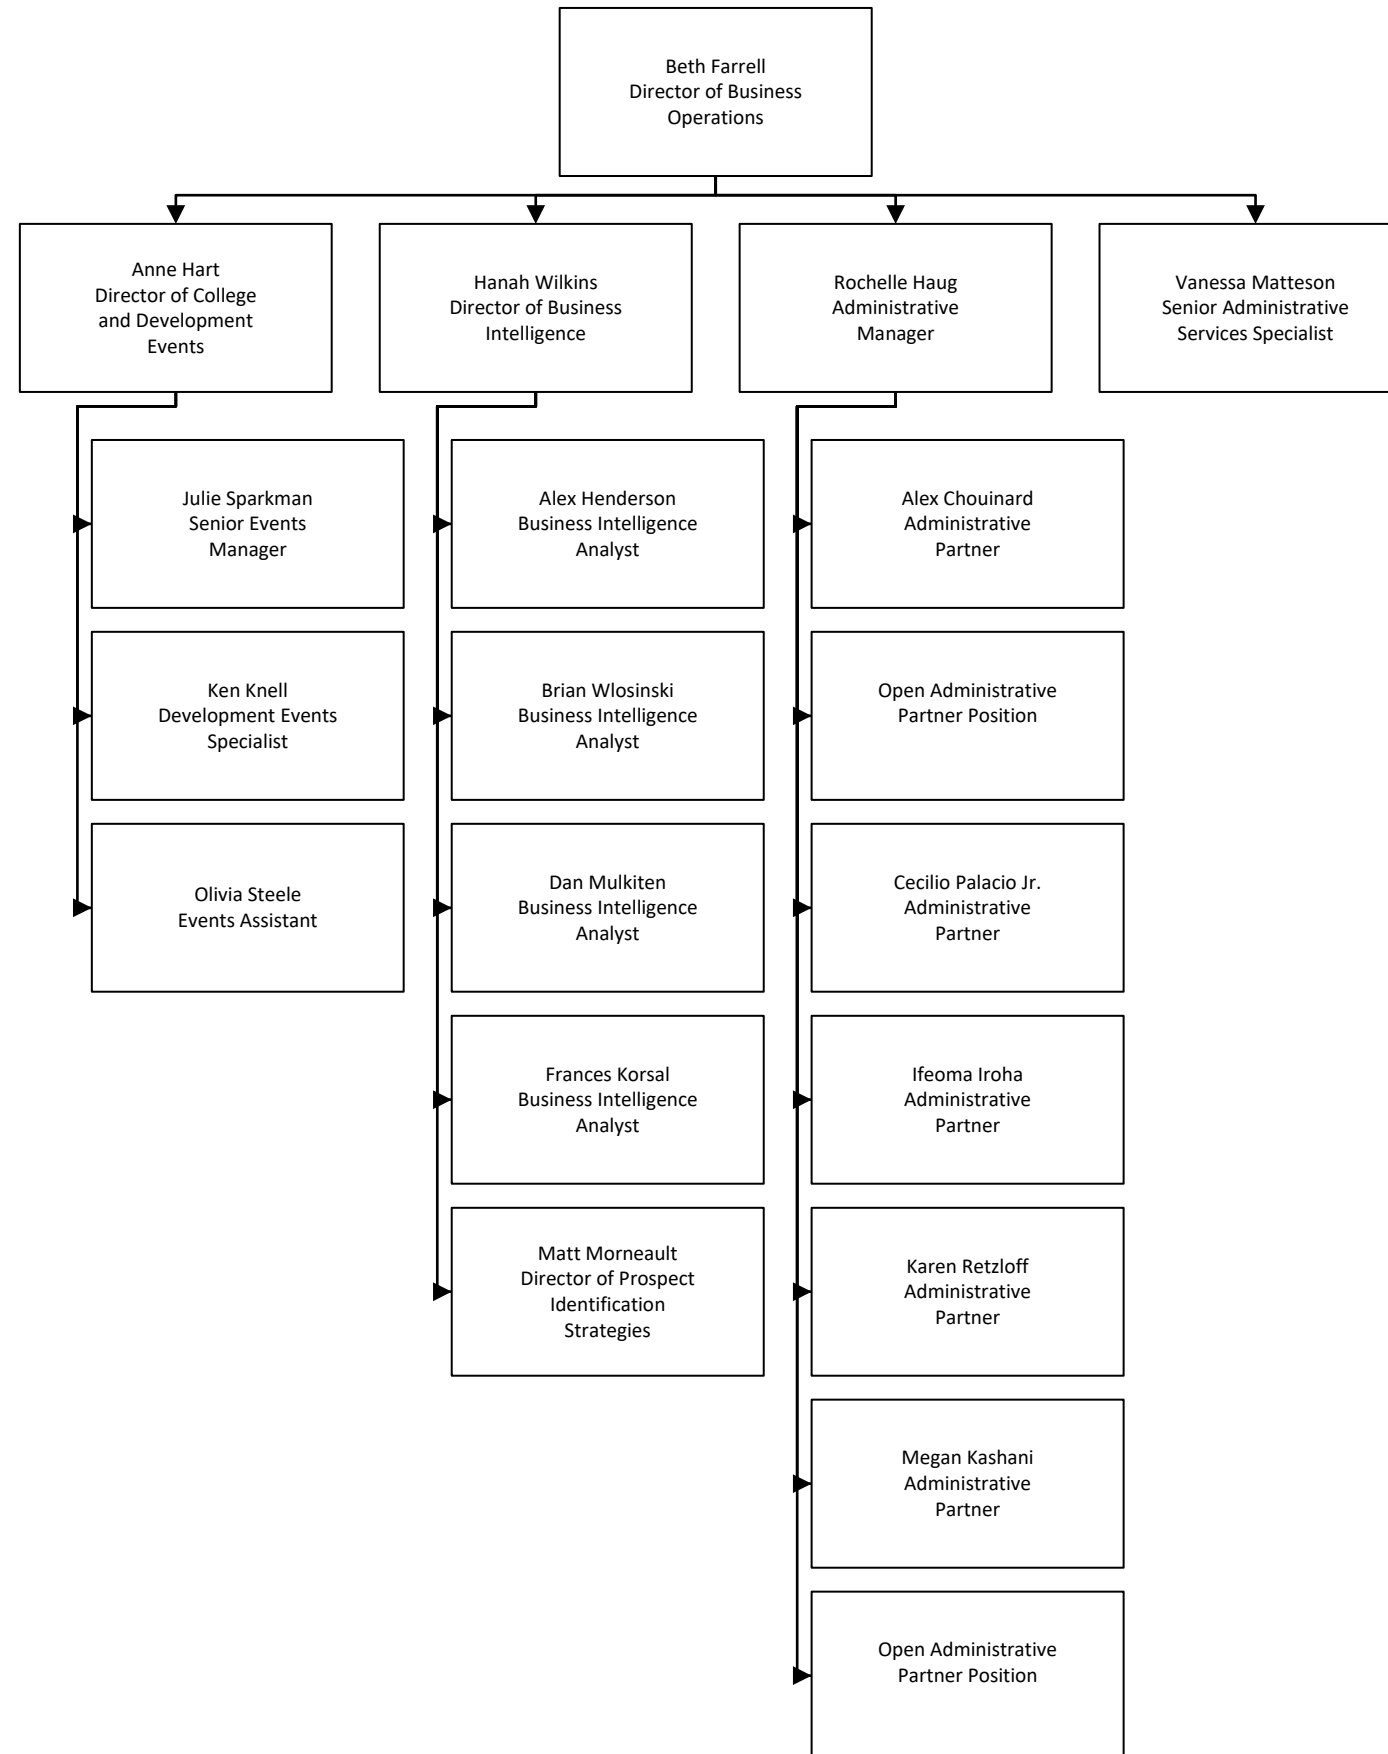 Beth Farrell
Director of Business
Operations
Anne Hart
Director of College
and Development
Events
Hanah Wilkins
Director of Business
Intelligence
Rochelle Haug
Administrative
Manager
Vanessa Matteson
Senior Administrative
Services Specialist
Julie Sparkman
Senior Events
Manager
Ken Knell
Development Events
Specialist
Olivia Steele
Events Assistant
Alex Henderson
Business Intelligence
Analyst
Brian Wlosinski
Business Intelligence
Analyst
Dan Mulkiten
Business Intelligence
Analyst
Frances Korsal
Business Intelligence
Analyst
Matt Morneault
Director of Prospect
Identification
Strategies
Alex Chouinard
Administrative
Partner
Open Administrative
Partner Position
Cecilio Palacio Jr.
Administrative
Partner
Ifeoma Iroha
Administrative
Partner
Karen Retzloff
Administrative
Partner
Megan Kashani
Administrative
Partner
Open Administrative
Partner Position